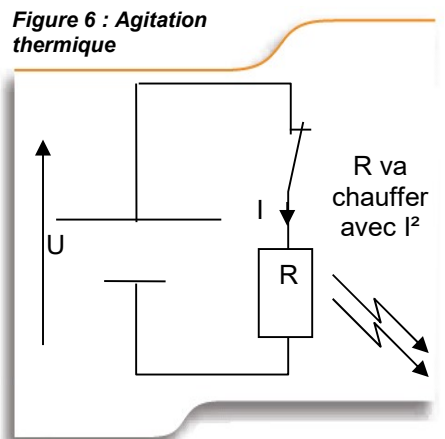 Figure 6 : Agitation
thermique
R va
chauffer
avec I²
I
U
R